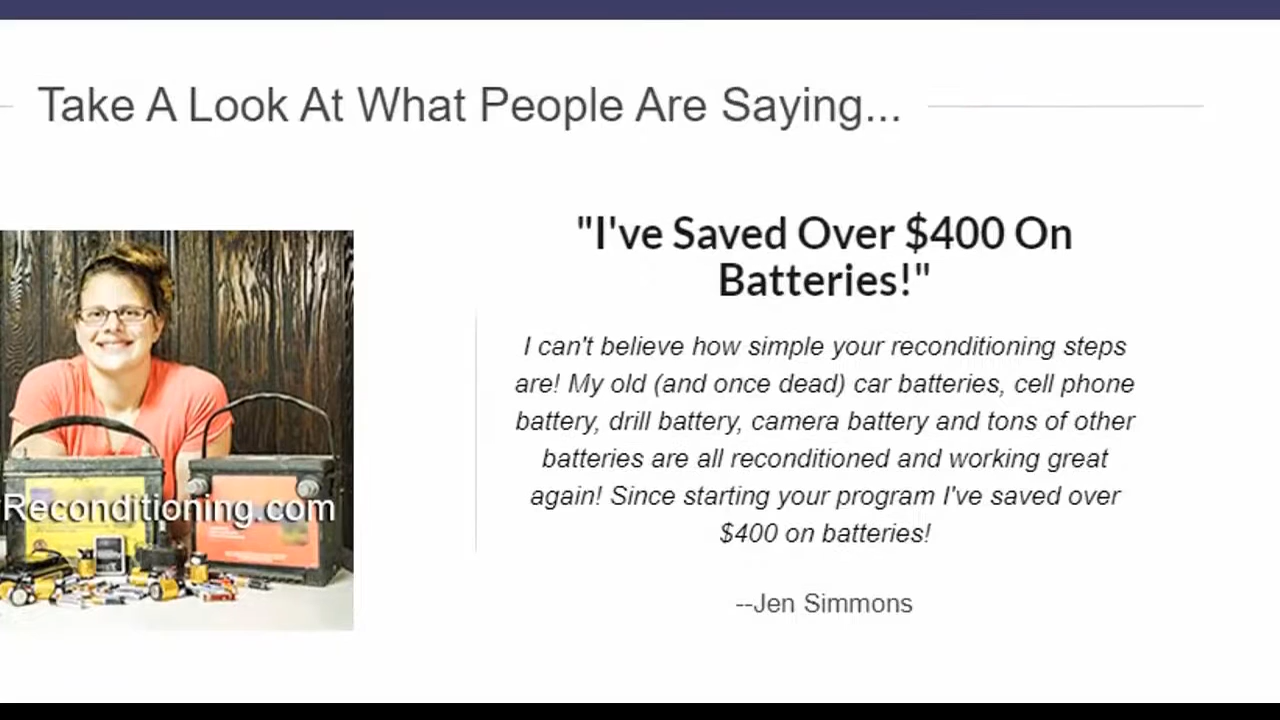 Take A Look At What People Are Saying...
"I've Saved Over $400 On
Batteries!"
I can't believe how simple your reconditioning steps
are! My old (and once dead) car batteries, cell phone
battery, drill battery, camera battery and tons of other
batteries are all reconditioned and working great
again! Since starting your program I've saved over
$400 on batteries!
--Jen Simmons
Reconditioning.com